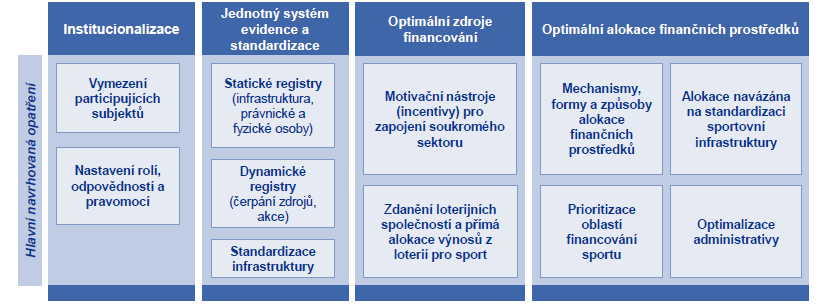 Institucionalizace
Jednotný systém
evidence a
standardizace
Optimální zdroje
financování
Optimální alokace finančních prostředků
Hlavní navrhovaná opatření
Vymezení
participujících
subjektů
Nastavení rolí,
odpovědností a
pravomocí
Statické registry
(infrastruktura,
právnické a
fyzické osoby)
Dynamické
registry
(čerpání zdrojů,
akce)
Standardizace
infrastruktury
Motivační nástroje
(incentivy) pro
zapojení soukromého
sektoru
Zdanění loterijních
společností a přímá
alokace výnosů z
loterií pro sport
Mechanismy,
formy a způsoby
alokace
finančních
prostředků
Alokace navázána
na standardizaci
sportovní
infrastruktury
Prioritizace
oblastí
financování
sportu
Optimalizace
administrativy